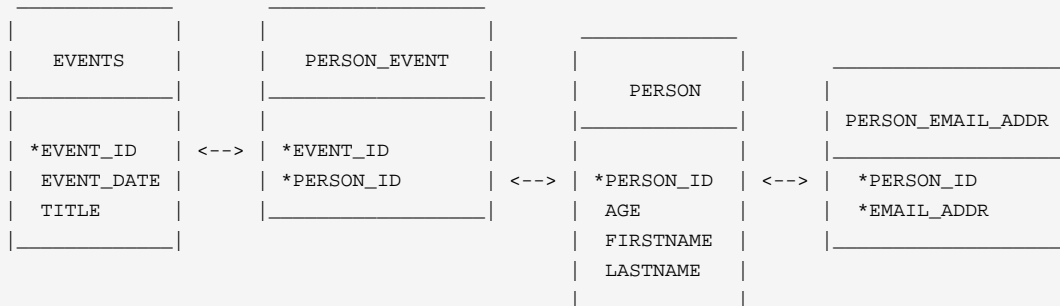 EVENTS
*EVENT_ID
EVENT_DATE
TITLE
<-->
PERSON_EVENT
*EVENT_ID
*PERSON_ID
<-->
PERSON
*PERSON_ID
AGE
FIRSTNAME
LASTNAME
<-->
PERSON_EMAIL_ADDR
*PERSON_ID
*EMAIL_ADDR